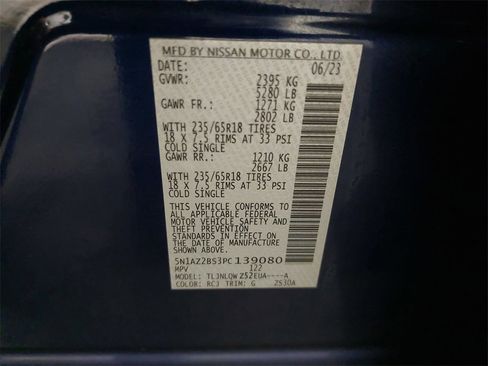 MFD BY NISSAN MOTOR CO., LTD.
DATE: 06/23
GVWR: 2395 KG
5280 LB
GAWR FR.: 1271 KG
2802 LB
WITH 235/65R18 TIRES
18 X 7.5 RIMS AT 33 PSI
COLD SINGLE
GAWR RR.: 1210 KG
2667 LB
WITH 235/65R18 TIRES
18 X 7.5 RIMS AT 33 PSI
COLD SINGLE
THIS VEHICLE CONFORMS TO
ALL APPLICABLE FEDERAL
MOTOR VEHICLE SAFETY AND
THEFT PREVENTION
STANDARDS IN EFFECT ON
THE DATE OF MANUFACTURE
SHOWN ABOVE.
5N1AZ2BS3PC139080
MPV 122
MODEL: TLJNLQW Z52EUA----A
COLOR: RCJ TRIM: G ZS3DA